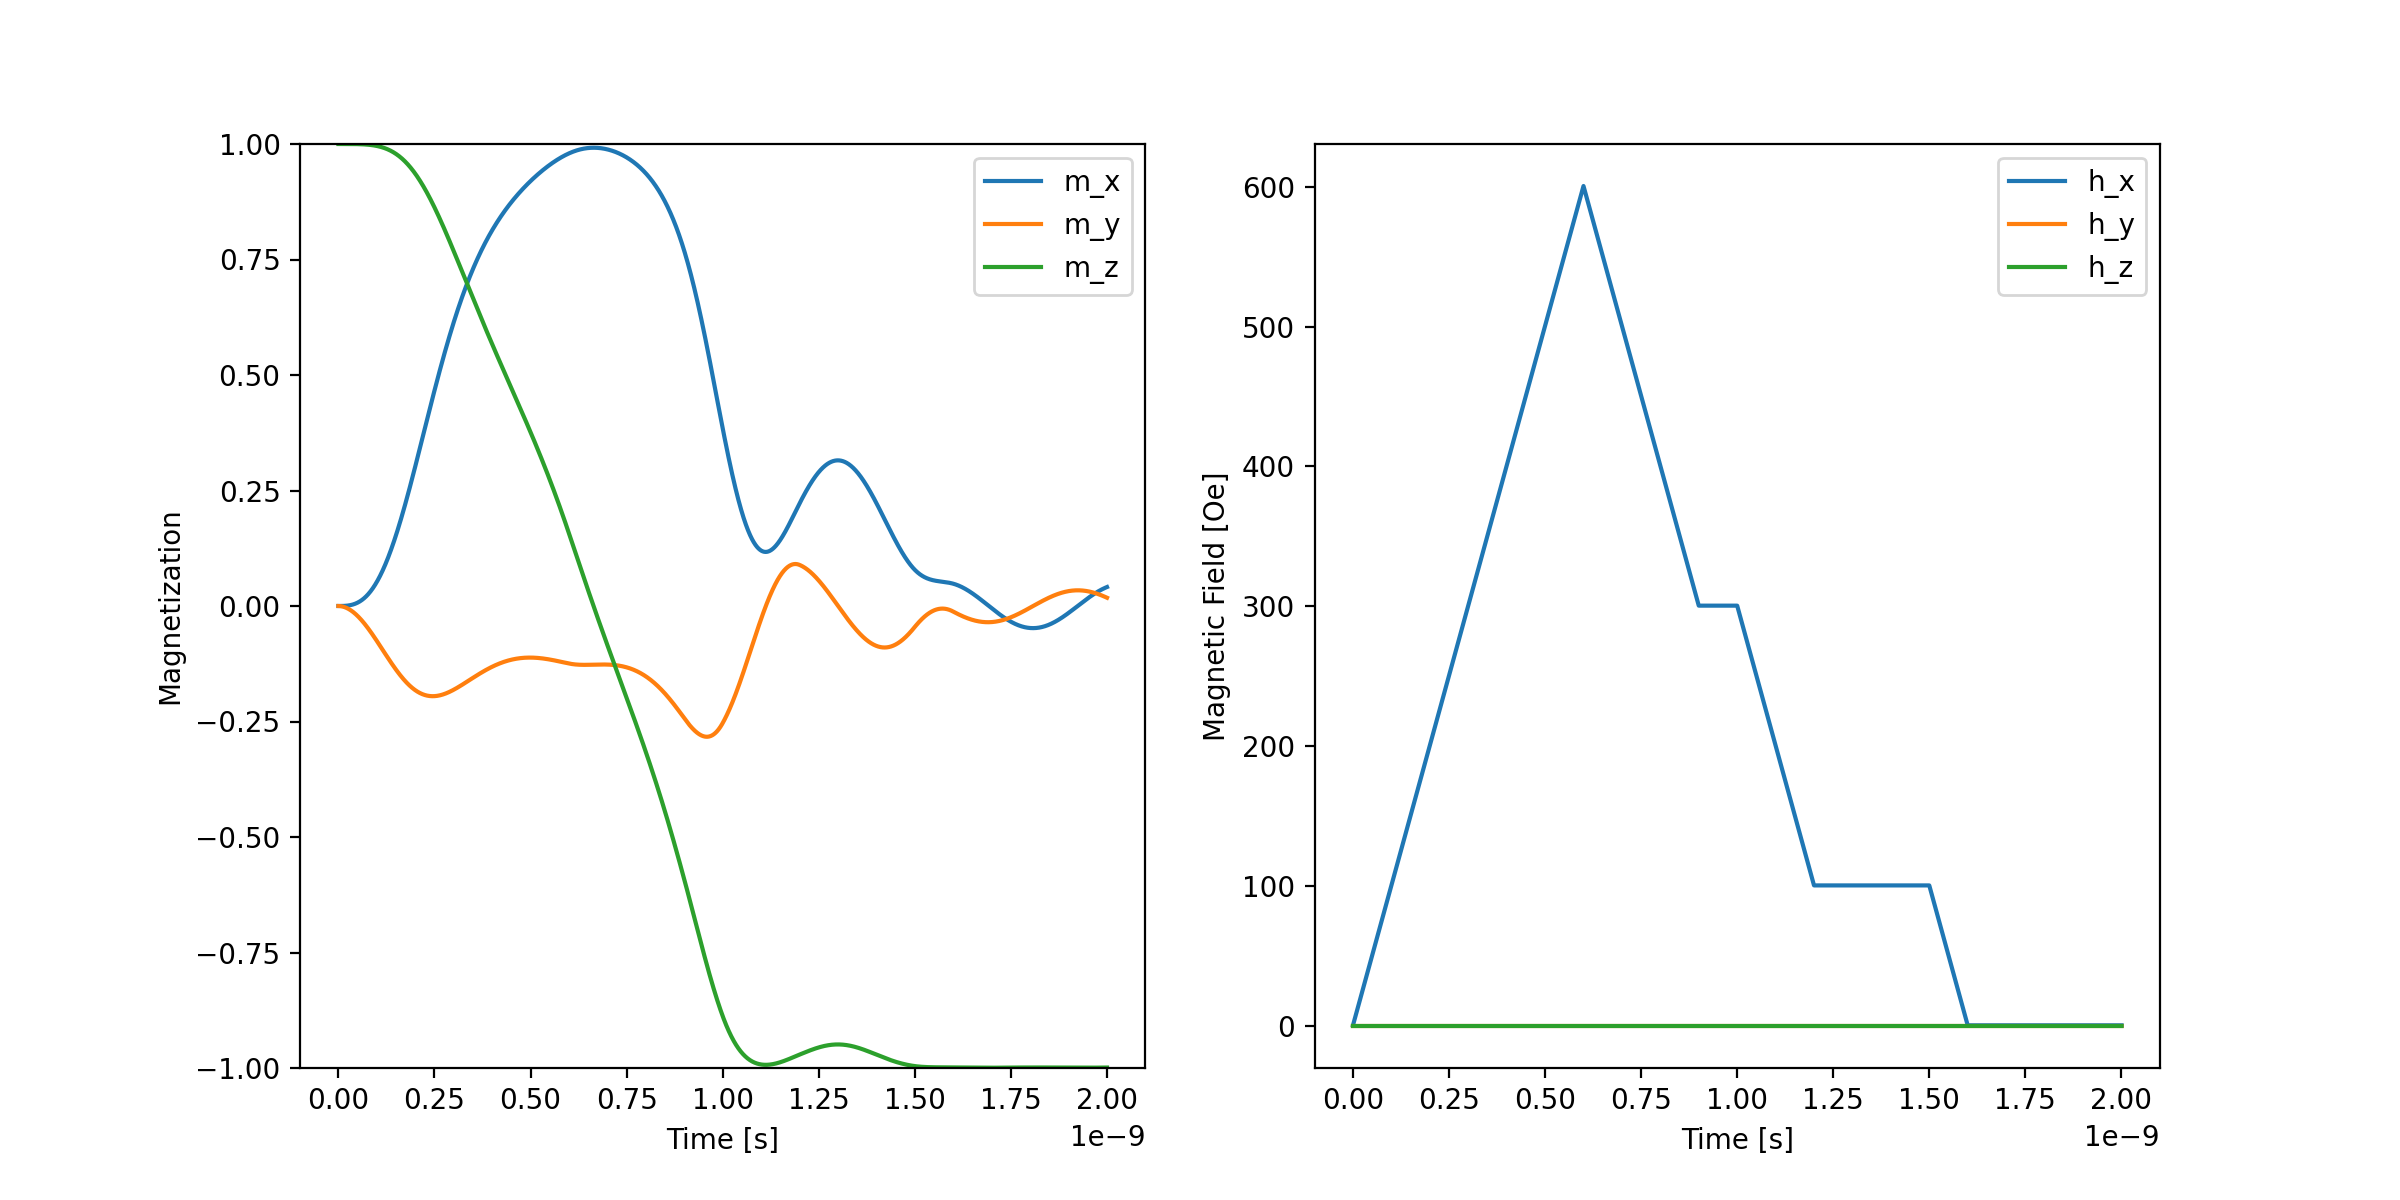 1.00
0.75
0.50
0.25
0.00
−0.25
−0.50
−0.75
−1.00
Magnetization
m_x
m_y
m_z
0.00 0.25 0.50 0.75 1.00 1.25 1.50 1.75 2.00
Time [s]
1e−9
600
500
400
300
200
100
0
Magnetic Field [Oe]
h_x
h_y
h_z
0.00 0.25 0.50 0.75 1.00 1.25 1.50 1.75 2.00
Time [s]
1e−9